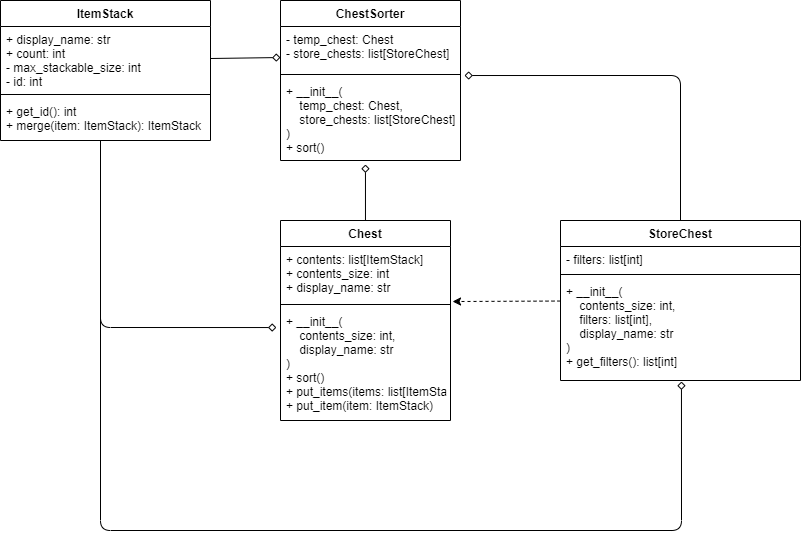 ItemStack
+ display_name: str
+ count: int
- max_stackable_size: int
- id: int
+ get_id(): int
+ merge(item: ItemStack): ItemStack
ChestSorter
- temp_chest: Chest
- store_chests: list[StoreChest]
+ __init__(
temp_chest: Chest,
store_chests: list[StoreChest]
)
+ sort()
Chest
+ contents: list[ItemStack]
+ contents_size: int
+ display_name: str
+ __init__(
contents_size: int,
display_name: str
)
+ sort()
+ put_items(items: list[ItemSta
+ put_item(item: ItemStack)
StoreChest
- filters: list[int]
+ __init__(
contents_size: int,
filters: list[int],
display_name: str
)
+ get_filters(): list[int]